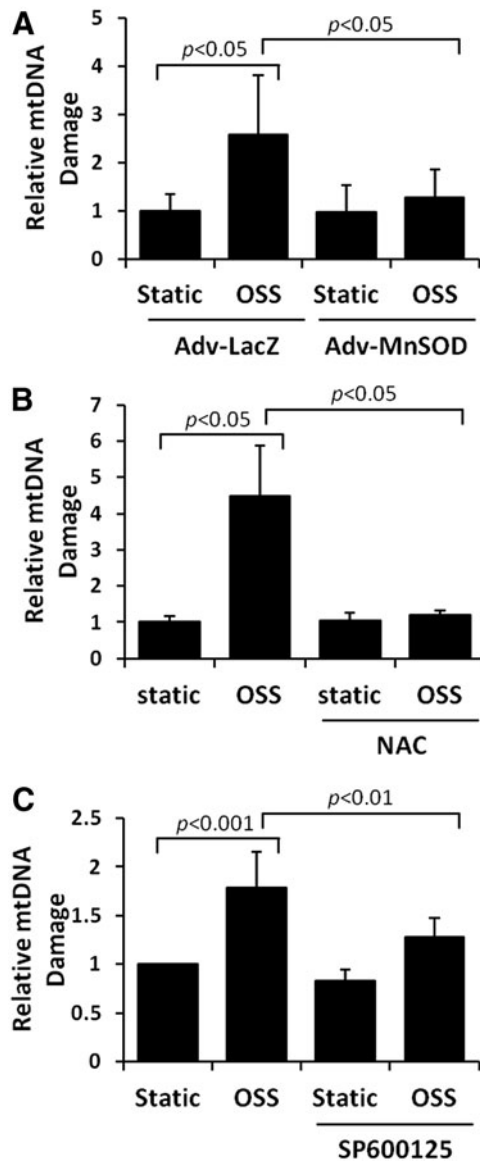 A
Relative mtDNA
Damage
5
4
3
2
1
0
p<0.05
p<0.05
Static OSS Static OSS
Adv-LacZ Adv-MnSOD
B
Relative mtDNA
Damage
7
6
5
4
3
2
1
0
p<0.05
p<0.05
static OSS static OSS
NAC
C
Relative mtDNA
Damage
2.5
2
1.5
1
0.5
0
p<0.01
p<0.001
Static OSS Static OSS
SP600125